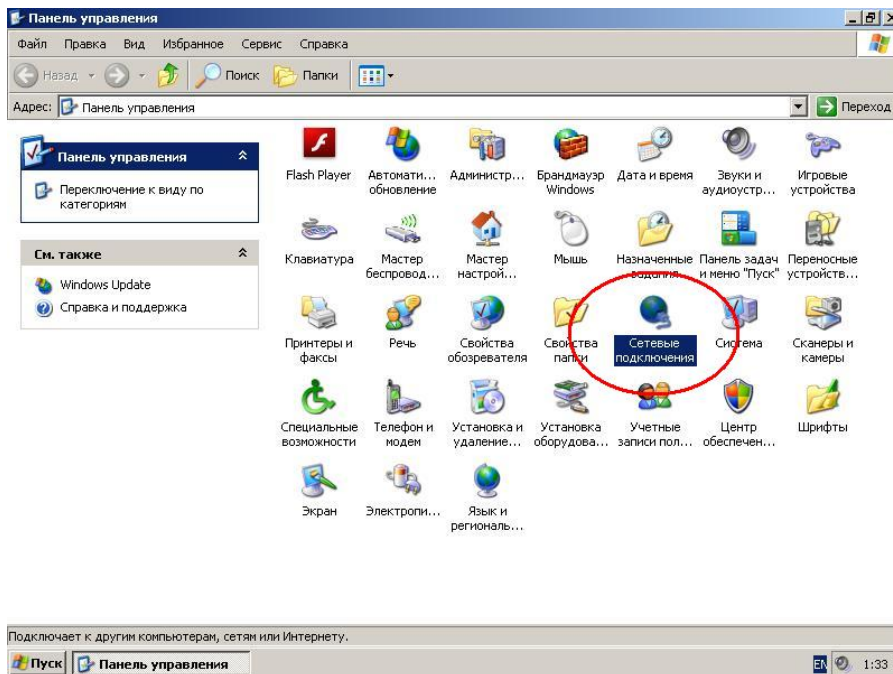 Панель управления
Файл Правка Вид Избранное Сервис Справка
Назад Поиск Папки
Адрес: Панель управления Переход
Панель управления
Переключение к виду по
категориям
См. также
Windows Update
Справка и поддержка
Flash Player Автомати... Администр... Брандмауэр Дата и время Звуки и Игровые
обновление Windows аудиоустр... устройства
Клавиатура Мастер Мастер Мышь Назначенные Панель задач Переносные
беспровод... настрой... задания и меню "Пуск" устройств...
Принтеры и Речь Свойства Свойства Сетевые Система Сканеры и
факсы обозревателя папки подключения камеры
Специальные Телефон и Установка и Установка Учетные Центр Шрифты
возможности модем удаление... оборудова... записи пол... обеспечен...
Экран Электропи... Язык и
региональ...
Подключает к другим компьютерам, сетям или Интернету.
Пуск Панель управления EN 1:33